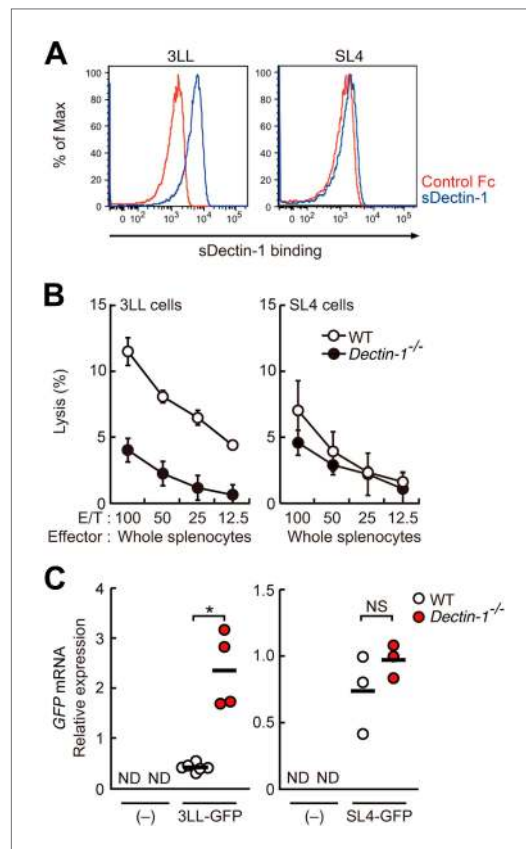 A
3LL
SL4
% of Max
100
80
60
40
20
0
0 10² 10³ 10⁴ 10⁵
100
80
60
40
20
0
0 10² 10³ 10⁴ 10⁵
Control Fc
sDectin-1
sDectin-1 binding
B
3LL cells
SL4 cells
WT
Dectin-1⁻/⁻
Lysis (%)
15
10
5
0
15
10
5
0
E/T : 100 50 25 12.5
100 50 25 12.5
Effector : Whole splenocytes
Whole splenocytes
C
WT
Dectin-1⁻/⁻
GFP mRNA
Relative expression
4
3
2
1
0
*
ND ND
(–) 3LL-GFP
1.5
1.0
0.5
0
NS
ND ND
(–) SL4-GFP